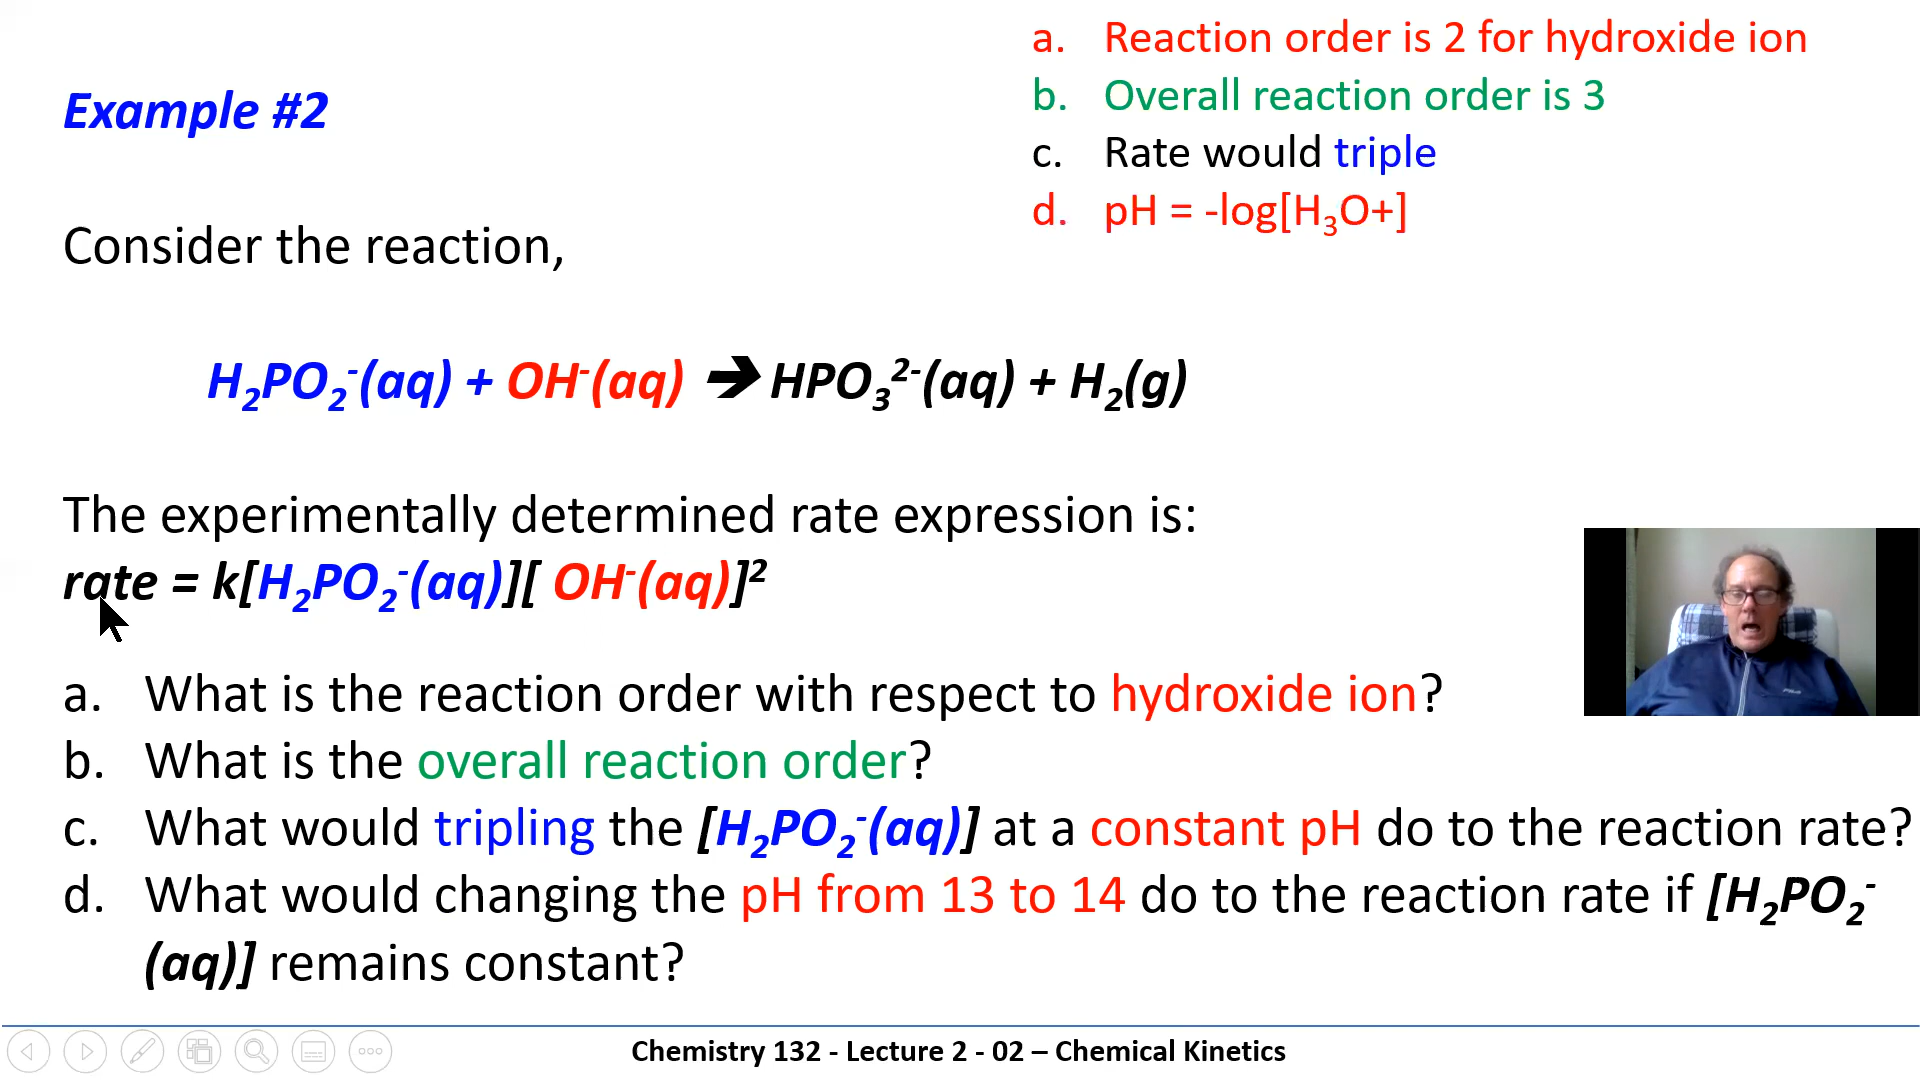 a. Reaction order is 2 for hydroxide ion
b. Overall reaction order is 3
c. Rate would triple
d. pH = -log[H₃O+]
Example #2
Consider the reaction,
H₂PO₂⁻(aq) + OH⁻(aq) ➔ HPO₃²⁻(aq) + H₂(g)
The experimentally determined rate expression is:
rate = k[H₂PO₂⁻(aq)][ OH⁻(aq)]²
a. What is the reaction order with respect to hydroxide ion?
b. What is the overall reaction order?
c. What would tripling the [H₂PO₂⁻(aq)] at a constant pH do to the reaction rate?
d. What would changing the pH from 13 to 14 do to the reaction rate if [H₂PO₂⁻
(aq)] remains constant?
Chemistry 132 - Lecture 2 - 02 – Chemical Kinetics